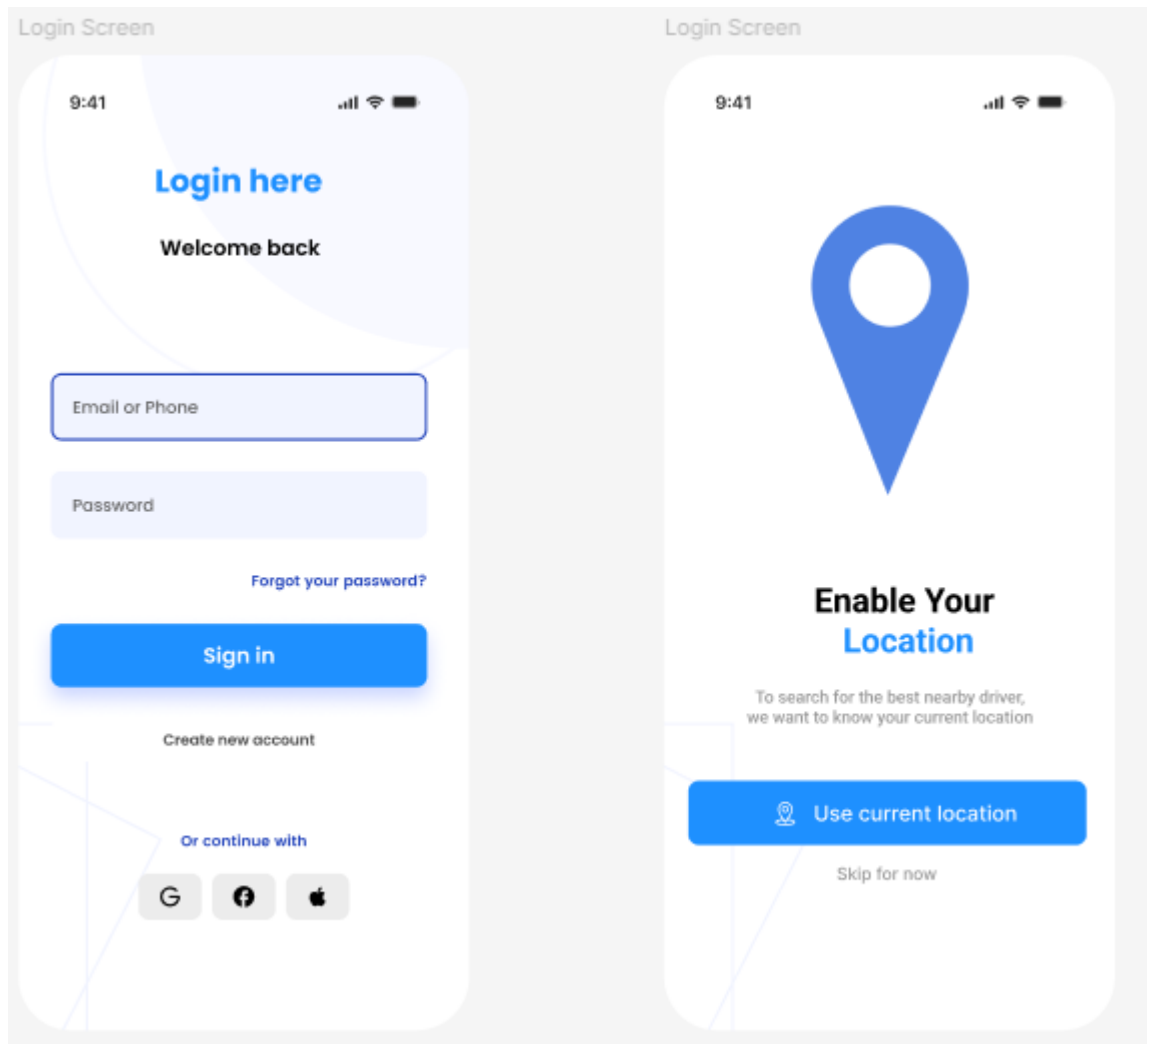 Login Screen
9:41
Login here
Welcome back
Email or Phone
Password
Forgot your password?
Sign in
Create new account
Or continue with
Login Screen
9:41
Enable Your
Location
To search for the best nearby driver,
we want to know your current location
Use current location
Skip for now